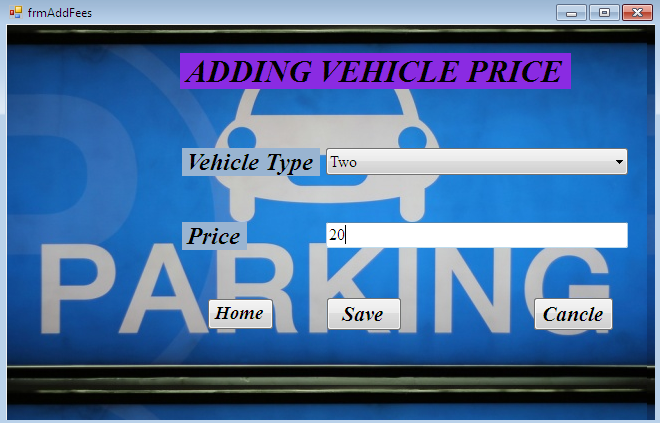 frmAddFees
ADDING VEHICLE PRICE
Vehicle Type Two
Price 20
PARKING
Home Save Cancle